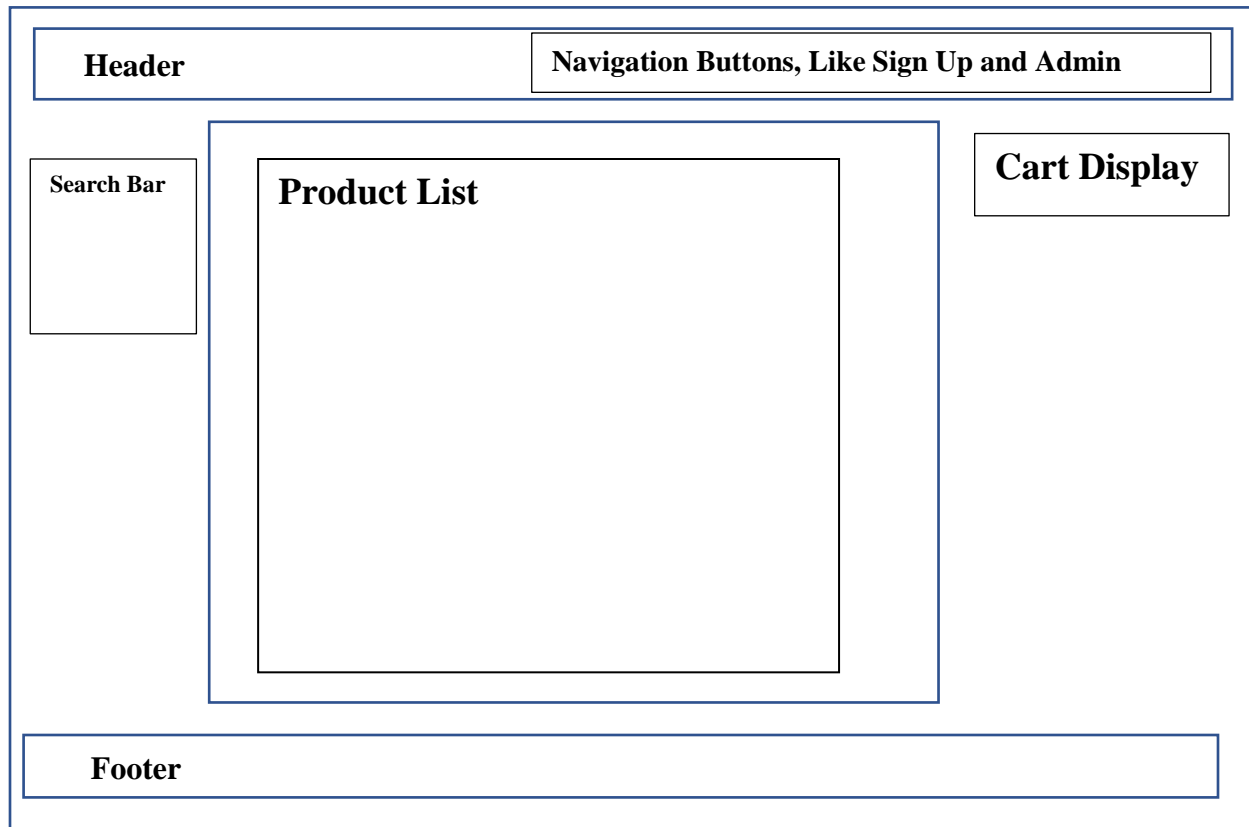 Header
Navigation Buttons, Like Sign Up and Admin
Search Bar
Product List
Cart Display
Footer